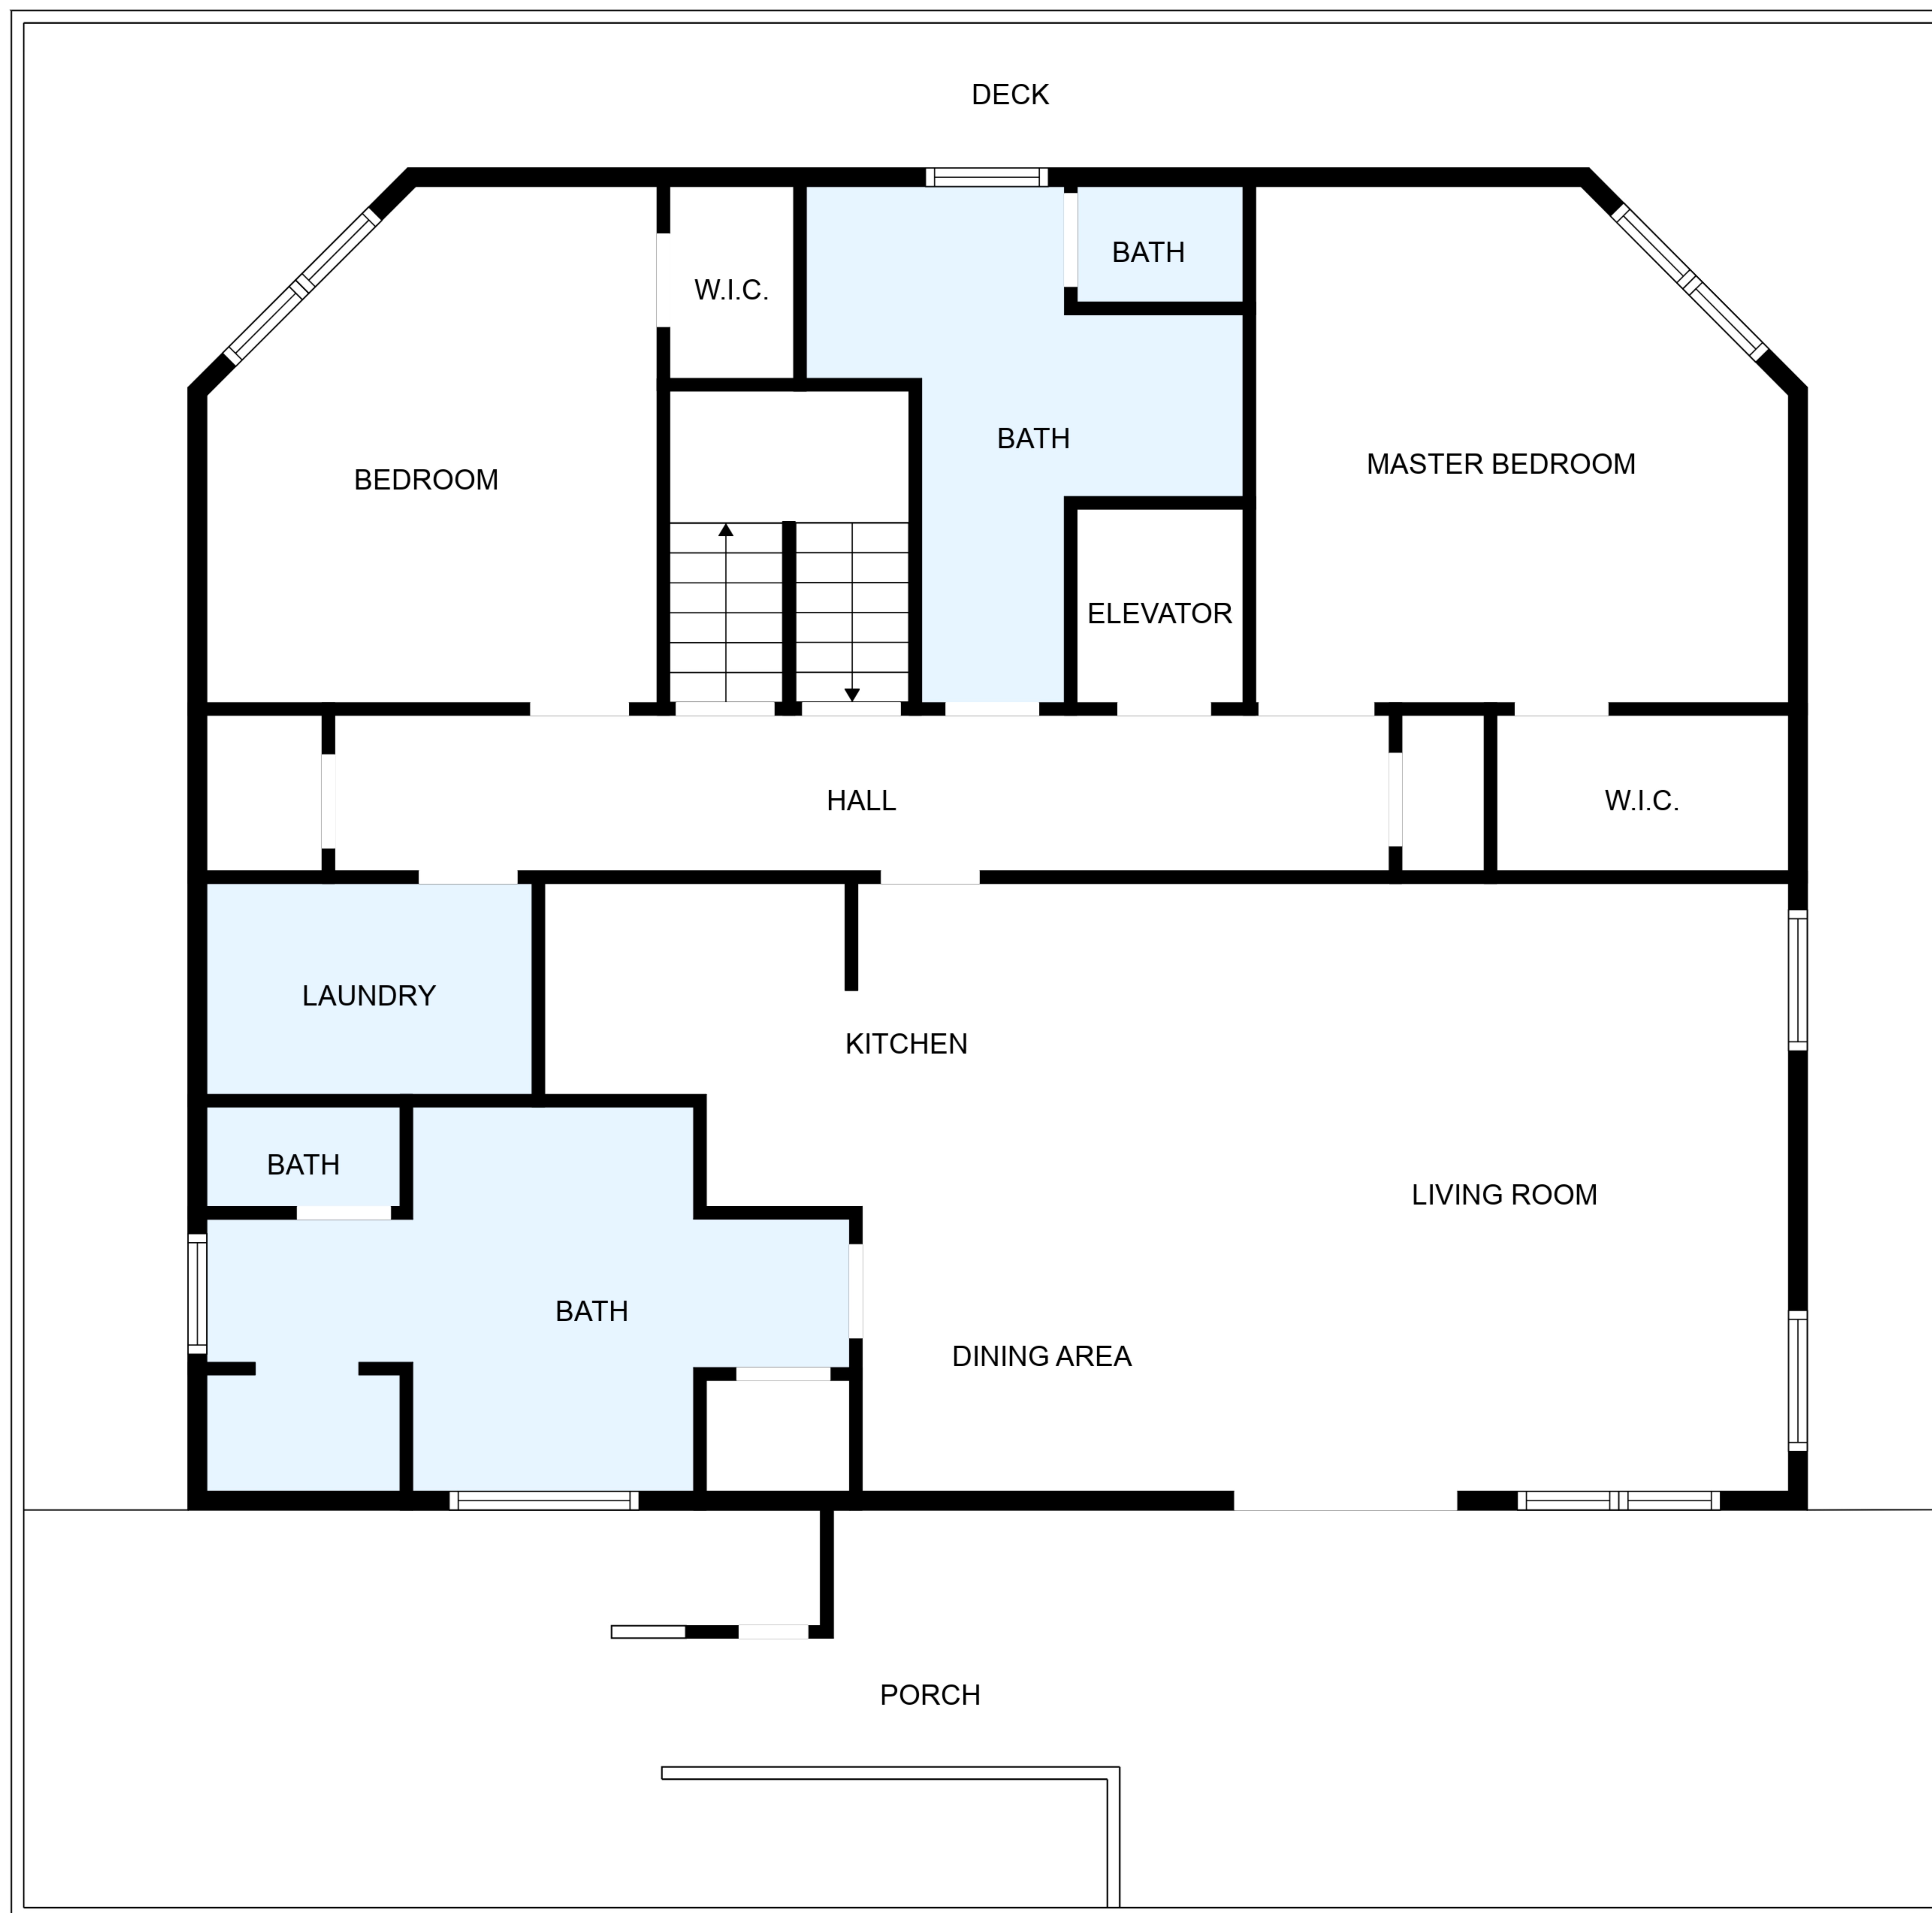 DECK
BATH
W.I.C.
BATH
MASTER BEDROOM
BEDROOM
ELEVATOR
HALL
W.I.C.
LAUNDRY
KITCHEN
BATH
LIVING ROOM
BATH
DINING AREA
PORCH